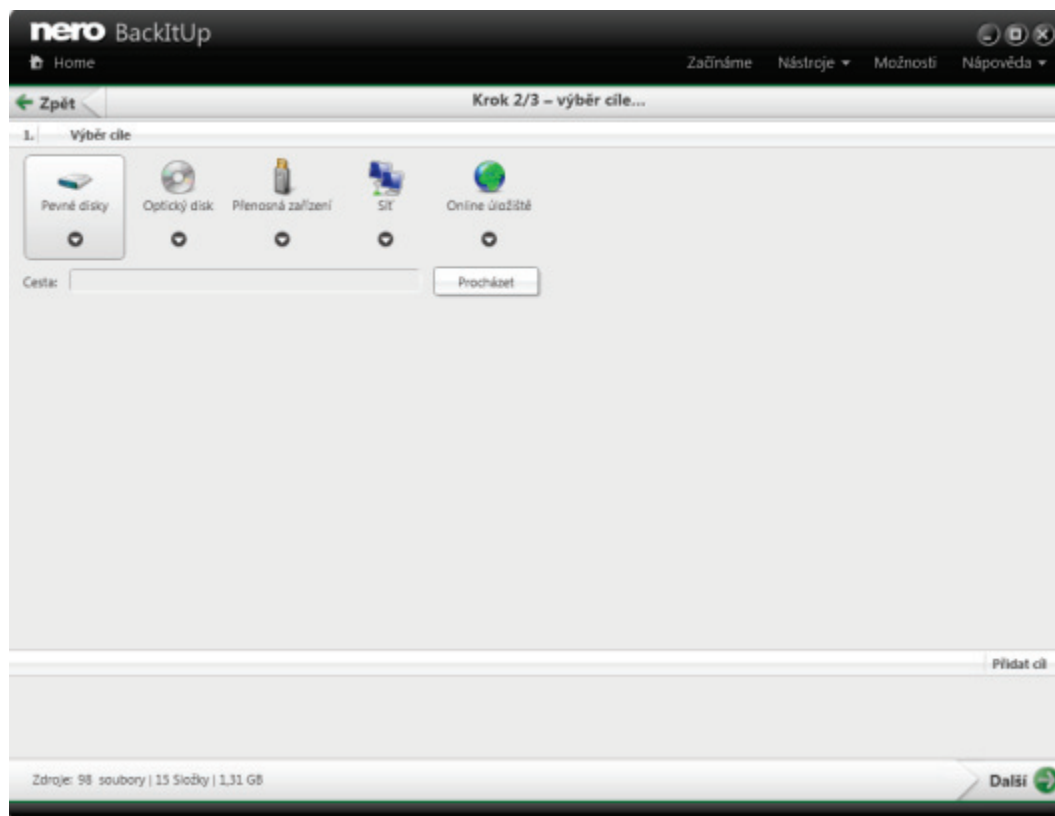 nero BackItUp
Home Začínáme Nástroje Možnosti Nápověda
Zpět Krok 2/3 – výběr cíle...
1. Výběr cíle
Pevné disky Optický disk Přenosná zařízení Síť Online úložiště
Cesta: Procházet
Přidat cíl
Zdroje: 98 soubory | 15 Složky | 1,31 GB Další